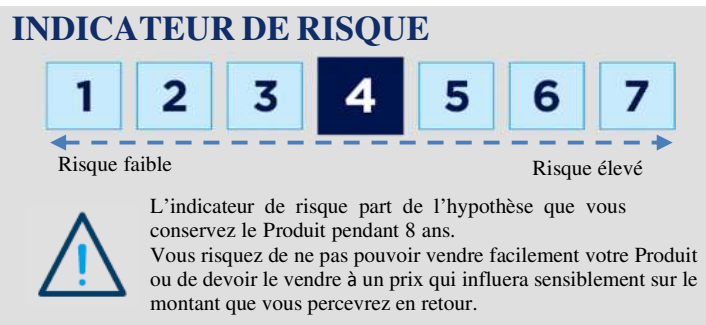 INDICATEUR DE RISQUE
1 2 3 4 5 6 7
Risque faible Risque élevé
L’indicateur de risque part de l’hypothèse que vous
conservez le Produit pendant 8 ans.
Vous risquez de ne pas pouvoir vendre facilement votre Produit
ou de devoir le vendre à un prix qui influera sensiblement sur le
montant que vous percevrez en retour.